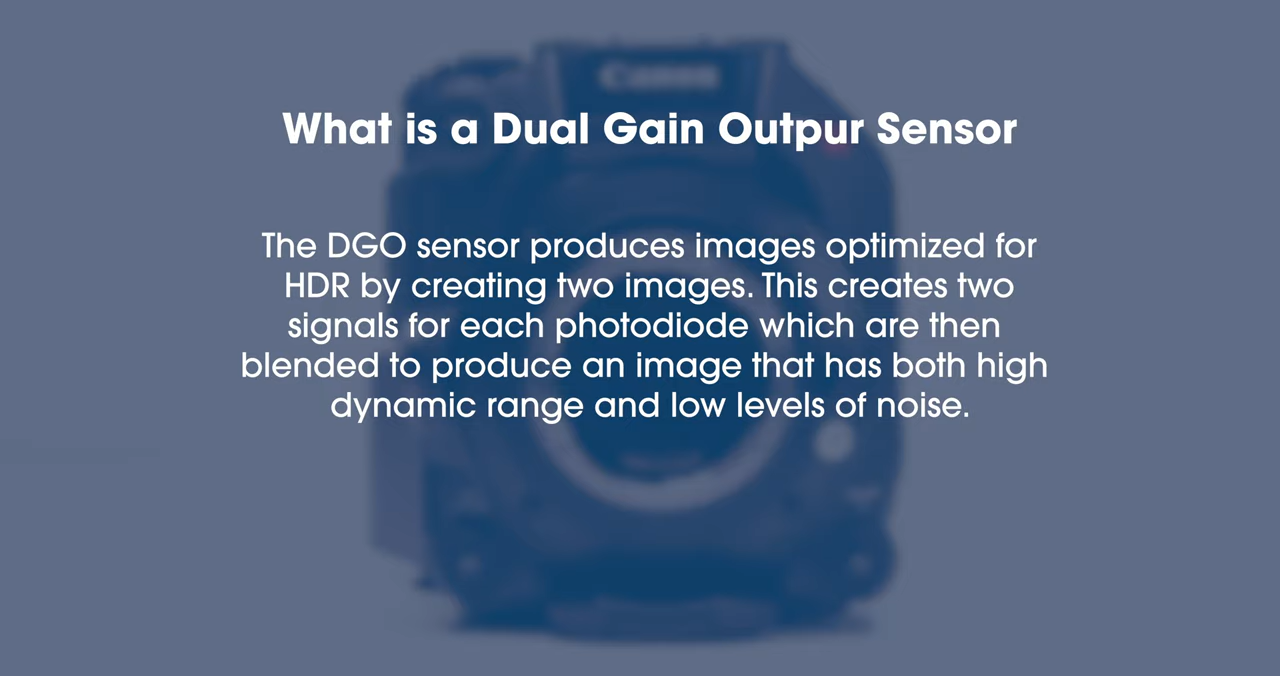 Canon
What is a Dual Gain Outpur Sensor
The DGO sensor produces images optimized for
HDR by creating two images. This creates two
signals for each photodiode which are then
blended to produce an image that has both high
dynamic range and low levels of noise.